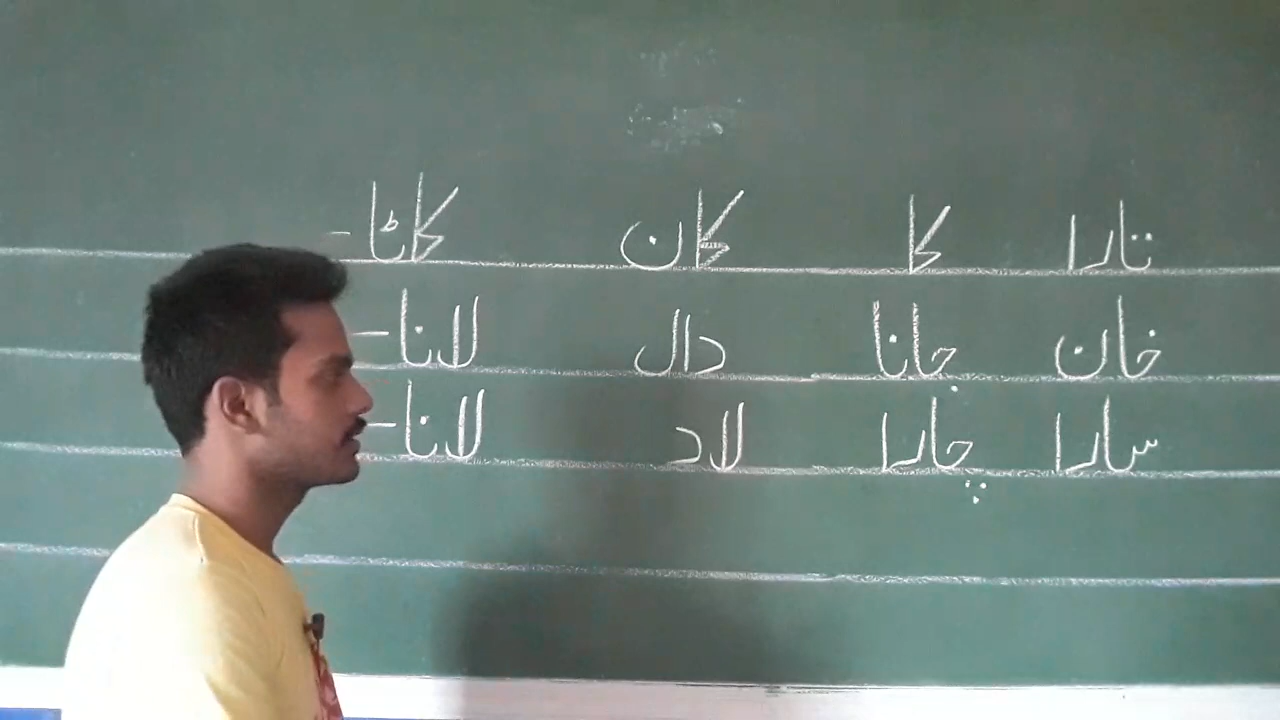 تارا کا کان کاٹا -
خان جانا دال لانا -
سارا چارا لاد لانا -